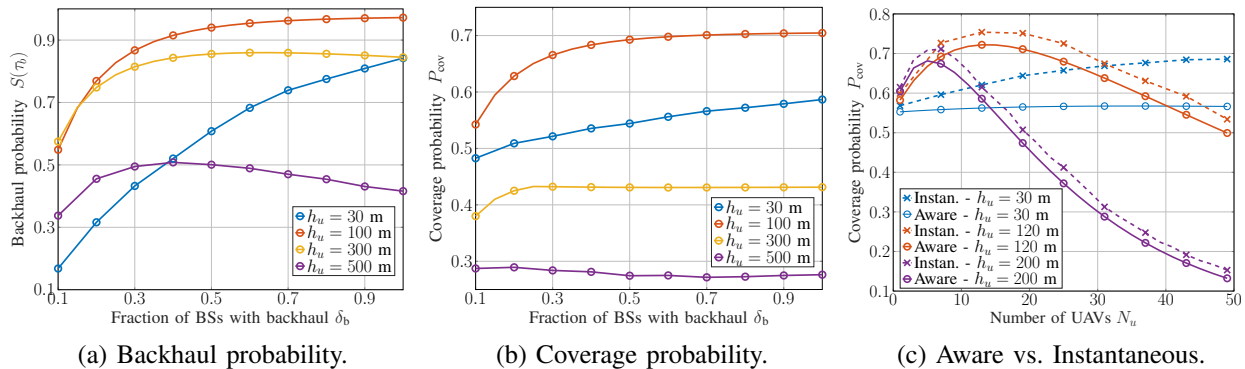 0.9
0.7
0.5
0.3
0.1
Backhaul probability S(τ₀)
0.1 0.3 0.5 0.7 0.9
Fraction of BSs with backhaul δ_b
h_u = 30 m
h_u = 100 m
h_u = 300 m
h_u = 500 m
(a) Backhaul probability.
0.7
0.6
0.5
0.4
0.3
Coverage probability P_cov
0.1 0.3 0.5 0.7 0.9
Fraction of BSs with backhaul δ_b
h_u = 30 m
h_u = 100 m
h_u = 300 m
h_u = 500 m
(b) Coverage probability.
0.8
0.7
0.6
0.5
0.4
0.3
0.2
0.1
Coverage probability P_cov
0 10 20 30 40 50
Number of UAVs N_u
Instan. - h_u = 30 m
Aware - h_u = 30 m
Instan. - h_u = 120 m
Aware - h_u = 120 m
Instan. - h_u = 200 m
Aware - h_u = 200 m
(c) Aware vs. Instantaneous.